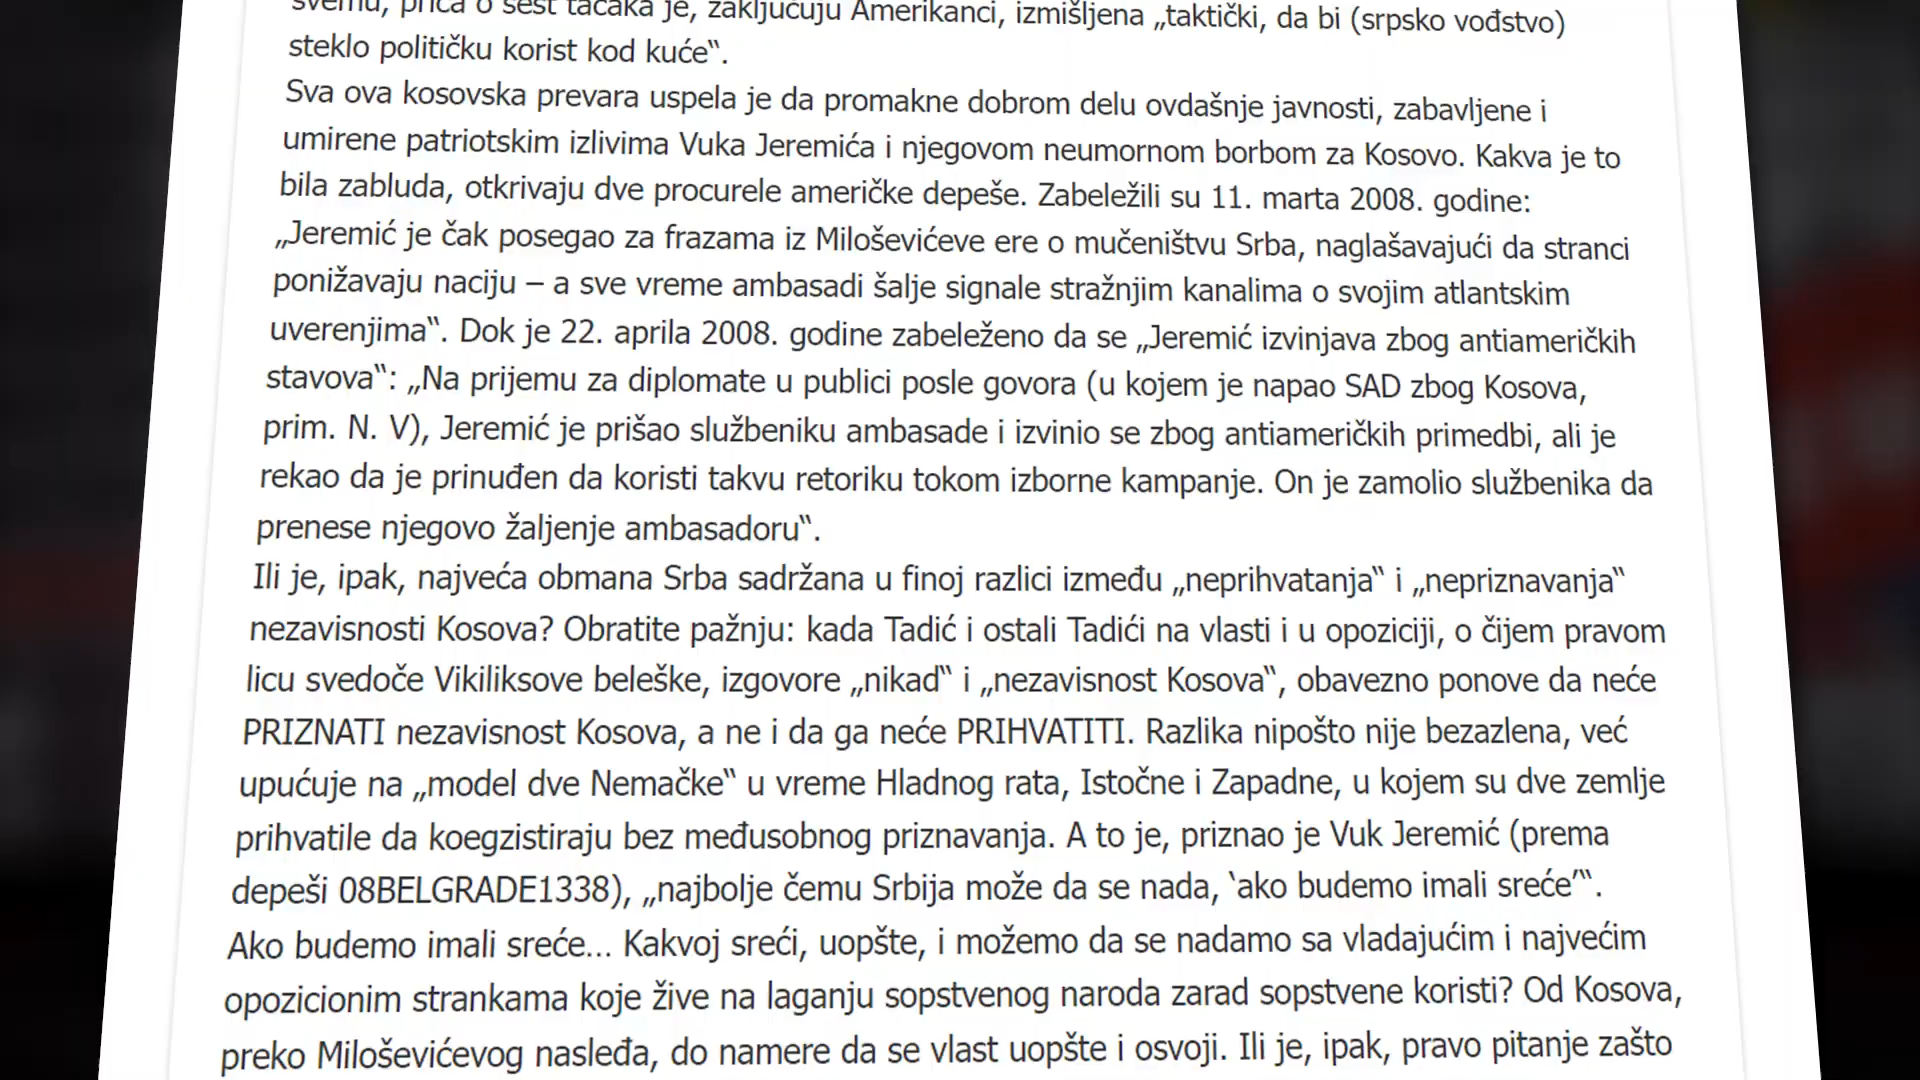 svemu, priča o šest tačaka je, zaključuju Amerikanci, izmišljena „taktički, da bi (srpsko vođstvo)
steklo političku korist kod kuće“.
Sva ova kosovska prevara uspela je da promakne dobrom delu ovdašnje javnosti, zabavljene i
umirene patriotskim izlivima Vuka Jeremića i njegovom neumornom borbom za Kosovo. Kakva je to
bila zabluda, otkrivaju dve procurele američke depeše. Zabeležili su 11. marta 2008. godine:
„Jeremić je čak posegao za frazama iz Miloševićeve ere o mučeništvu Srba, naglašavajući da stranci
ponižavaju naciju – a sve vreme ambasadi šalje signale stražnjim kanalima o svojim atlantskim
uverenjima“. Dok je 22. aprila 2008. godine zabeleženo da se „Jeremić izvinjava zbog antiameričkih
stavova“: „Na prijemu za diplomate u publici posle govora (u kojem je napao SAD zbog Kosova,
prim. N. V), Jeremić je prišao službeniku ambasade i izvinio se zbog antiameričkih primedbi, ali je
rekao da je prinuđen da koristi takvu retoriku tokom izborne kampanje. On je zamolio službenika da
prenese njegovo žaljenje ambasadoru“.
Ili je, ipak, najveća obmana Srba sadržana u finoj razlici između „neprihvatanja“ i „nepriznavanja“
nezavisnosti Kosova? Obratite pažnju: kada Tadić i ostali Tadići na vlasti i u opoziciji, o čijem pravom
licu svedoče Vikiliksove beleške, izgovore „nikad“ i „nezavisnost Kosova“, obavezno ponove da neće
PRIZNATI nezavisnost Kosova, a ne i da ga neće PRIHVATITI. Razlika nipošto nije bezazlena, već
upućuje na „model dve Nemačke“ u vreme Hladnog rata, Istočne i Zapadne, u kojem su dve zemlje
prihvatile da koegzistiraju bez međusobnog priznavanja. A to je, priznao je Vuk Jeremić (prema
depeši 08BELGRADE1338), „najbolje čemu Srbija može da se nada, ‘ako budemo imali sreće’“.
Ako budemo imali sreće… Kakvoj sreći, uopšte, i možemo da se nadamo sa vladajućim i najvećim
opozicionim strankama koje žive na laganju sopstvenog naroda zarad sopstvene koristi? Od Kosova,
preko Miloševićevog nasleđa, do namere da se vlast uopšte i osvoji. Ili je, ipak, pravo pitanje zašto